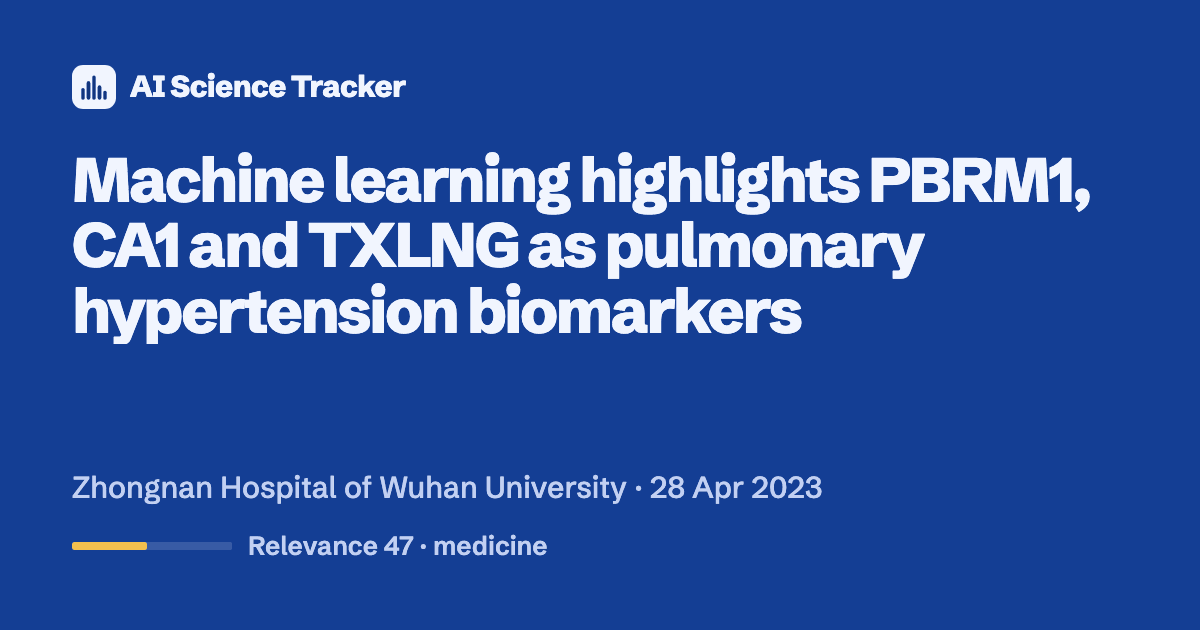 AI Science Tracker
Machine learning highlights PBRM1,
CA1 and TXLNG as pulmonary
hypertension biomarkers
Zhongnan Hospital of Wuhan University · 28 Apr 2023
Relevance 47 · medicine